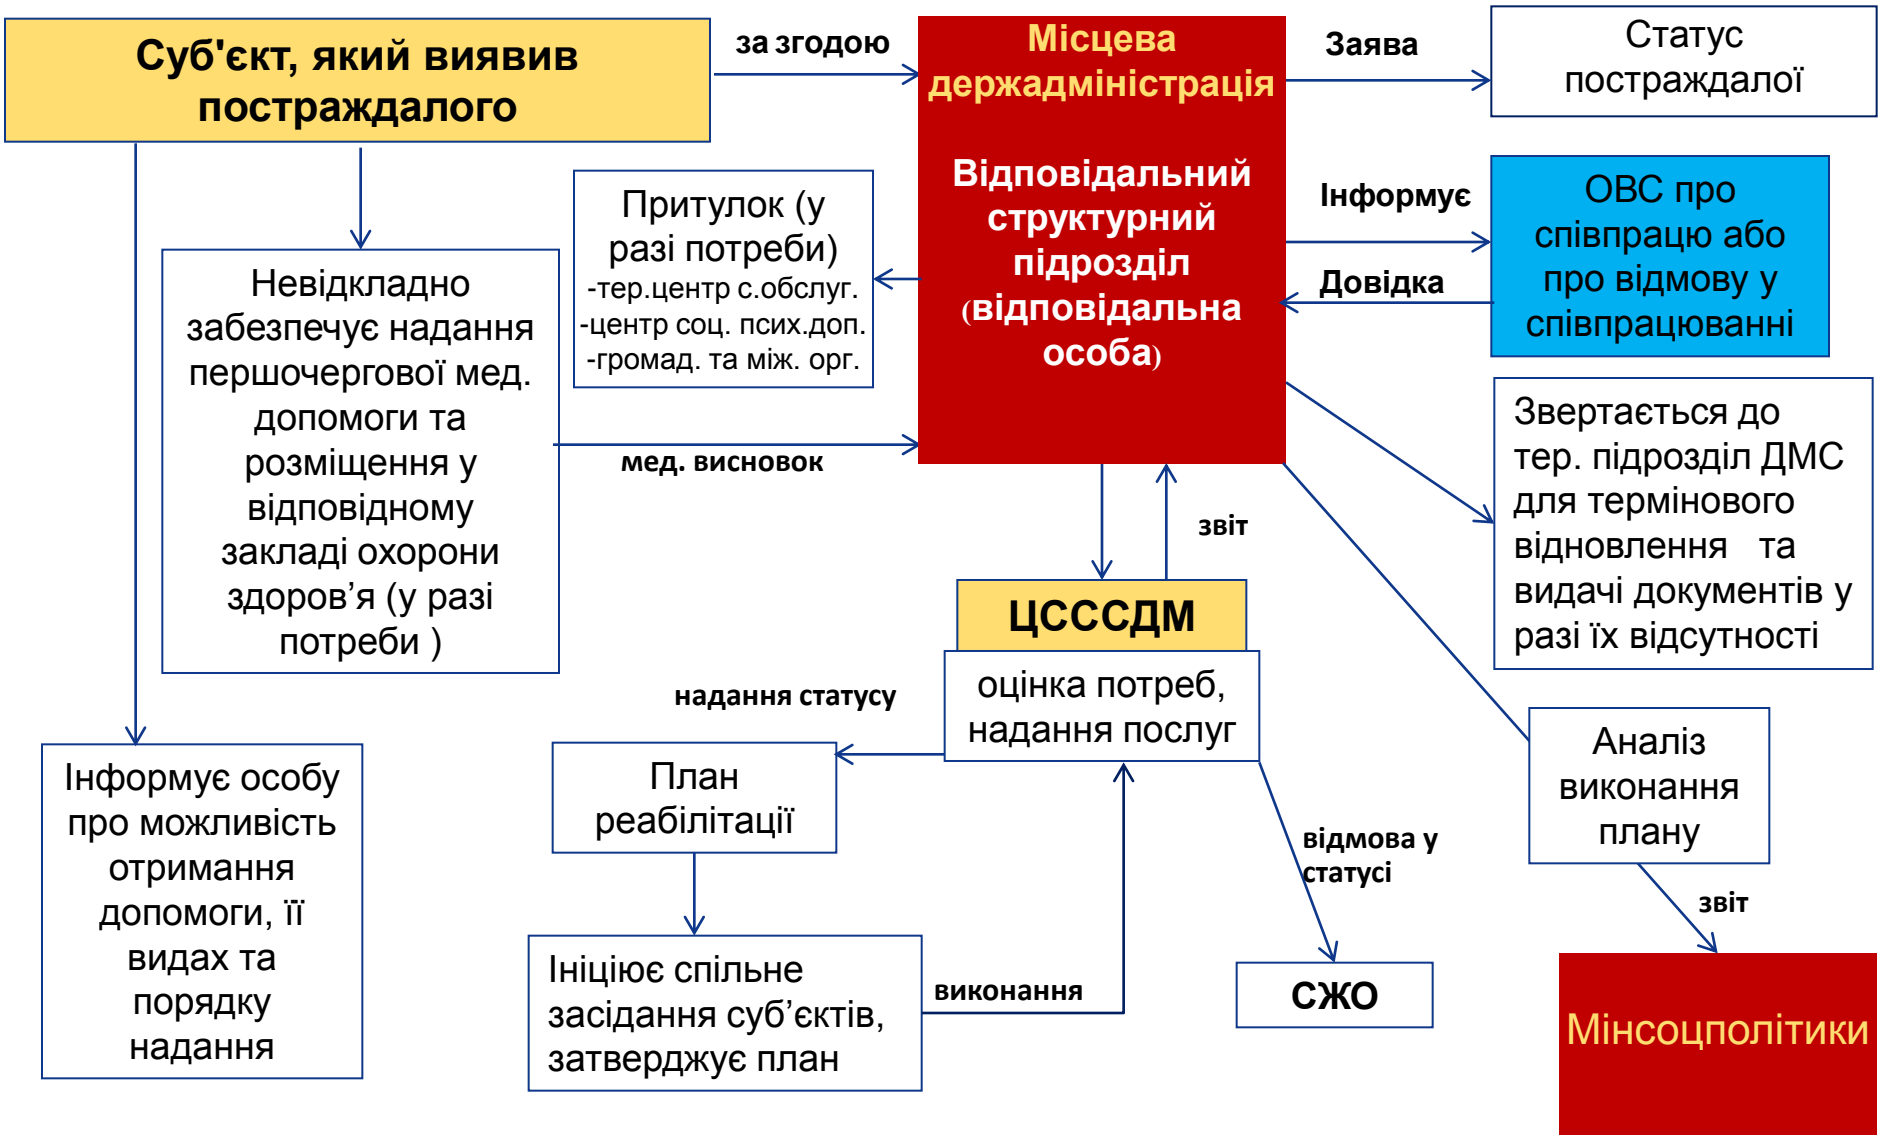 Суб'єкт, який виявив
постраждалого
за згодою
Місцева
держадміністрація
Відповідальний
структурний
підрозділ
(відповідальна
особа)
Заява
Статус
постраждалої
Інформує
Довідка
ОВС про
співпрацю або
про відмову у
співпрацюванні
Притулок (у
разі потреби)
-тер.центр с.обслуг.
-центр соц. псих.доп.
-громад. та між. орг.
Невідкладно
забезпечує надання
першочергової мед.
допомоги та
розміщення у
відповідному
закладі охорони
здоров’я (у разі
потреби )
мед. висновок
Звертається до
тер. підрозділ ДМС
для термінового
відновлення та
видачі документів у
разі їх відсутності
звіт
ЦСССДМ
оцінка потреб,
надання послуг
надання статусу
План
реабілітації
Інформує особу
про можливість
отримання
допомоги, її
видах та
порядку
надання
Ініціює спільне
засідання суб’єктів,
затверджує план
виконання
відмова у
статусі
СЖО
Аналіз
виконання
плану
звіт
Мінсоцполітики